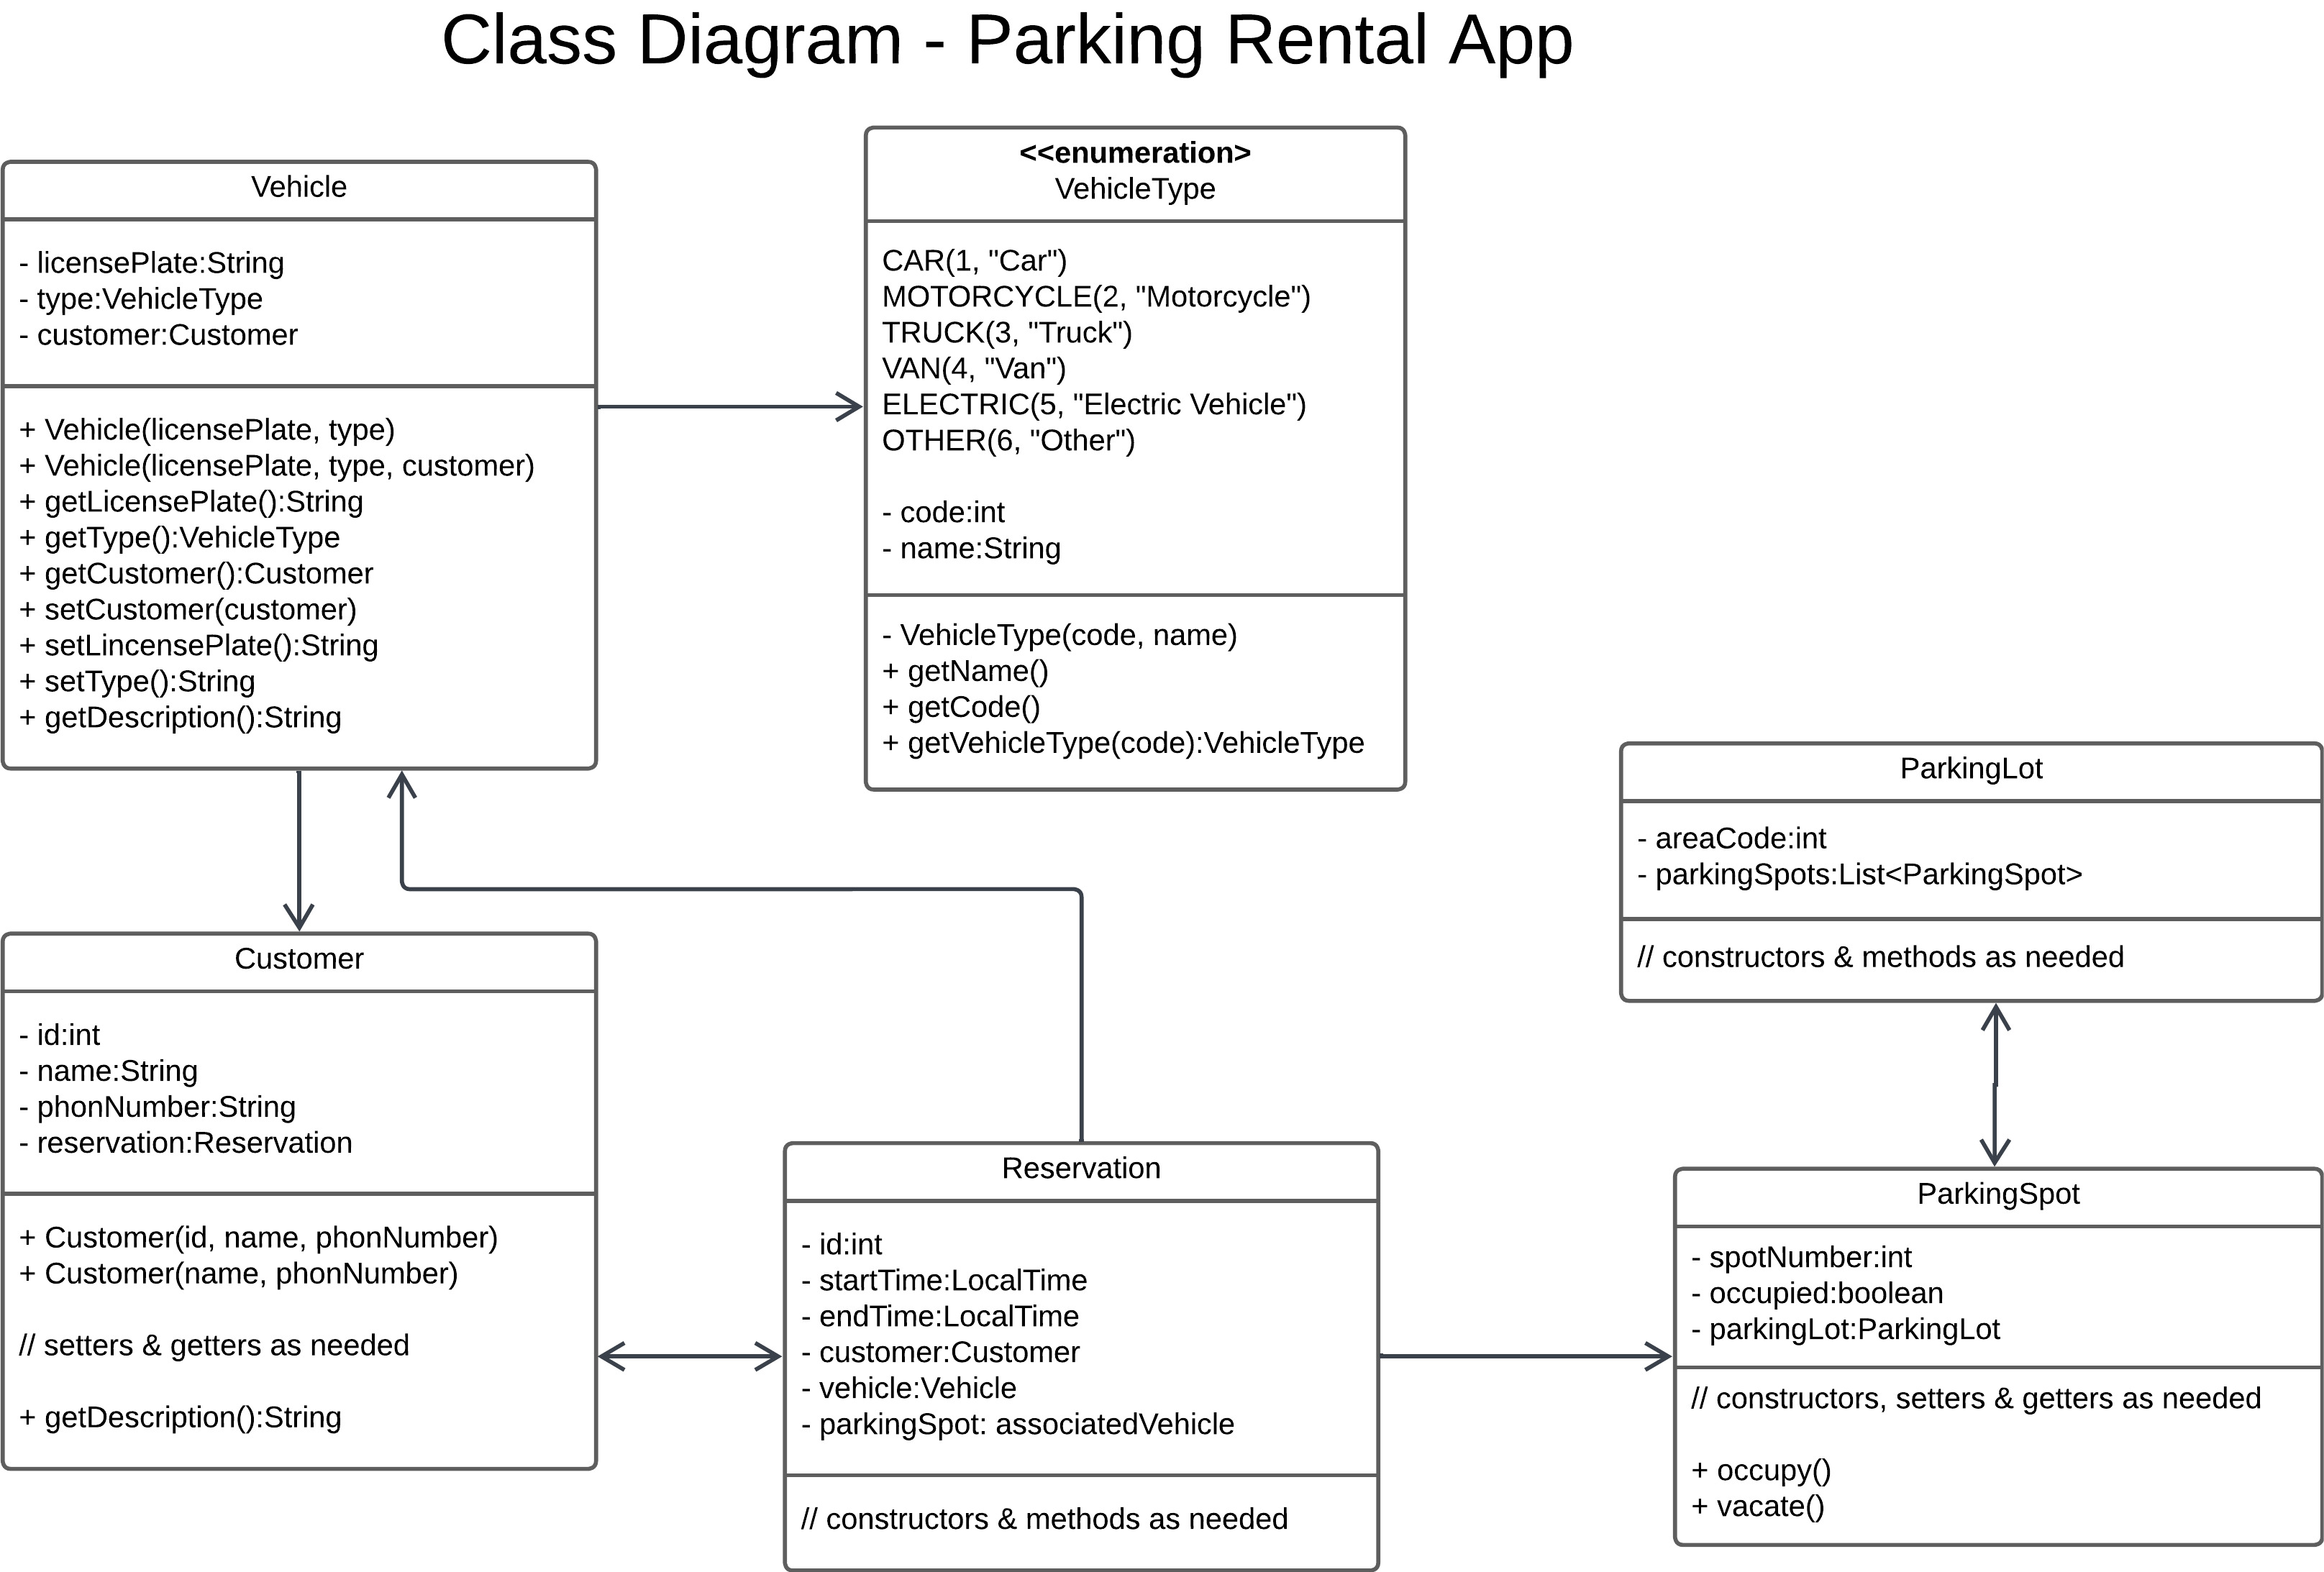 Class Diagram - Parking Rental App
Vehicle
- licensePlate:String
- type:VehicleType
- customer:Customer
+ Vehicle(licensePlate, type)
+ Vehicle(licensePlate, type, customer)
+ getLicensePlate():String
+ getType():VehicleType
+ getCustomer():Customer
+ setCustomer(customer)
+ setLincensePlate():String
+ setType():String
+ getDescription():String
<<enumeration>
VehicleType
CAR(1, "Car")
MOTORCYCLE(2, "Motorcycle")
TRUCK(3, "Truck")
VAN(4, "Van")
ELECTRIC(5, "Electric Vehicle")
OTHER(6, "Other")
- code:int
- name:String
- VehicleType(code, name)
+ getName()
+ getCode()
+ getVehicleType(code):VehicleType
ParkingLot
- areaCode:int
- parkingSpots:List<ParkingSpot>
// constructors & methods as needed
Customer
- id:int
- name:String
- phonNumber:String
- reservation:Reservation
+ Customer(id, name, phonNumber)
+ Customer(name, phonNumber)
// setters & getters as needed
+ getDescription():String
Reservation
- id:int
- startTime:LocalTime
- endTime:LocalTime
- customer:Customer
- vehicle:Vehicle
- parkingSpot: associatedVehicle
// constructors & methods as needed
ParkingSpot
- spotNumber:int
- occupied:boolean
- parkingLot:ParkingLot
// constructors, setters & getters as needed
+ occupy()
+ vacate()